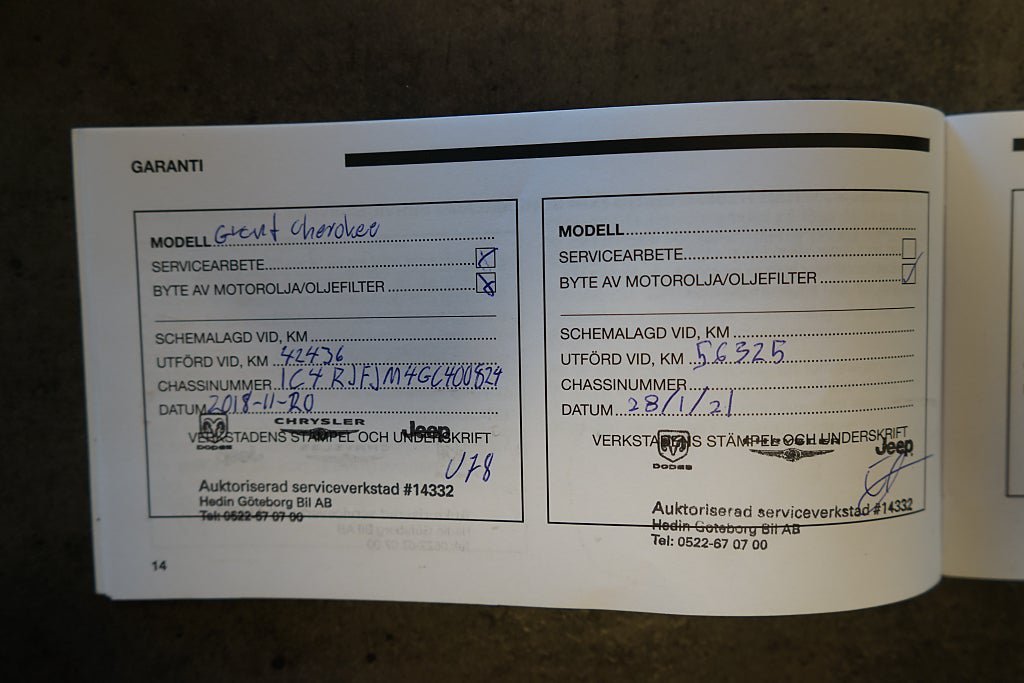 GARANTI
MODELL Grant Cherokee
SERVICEARBETE
BYTE AV MOTOROLJA/OLJEFILTER
SCHEMALAGD VID, KM
UTFÖRD VID, KM 42436
CHASSINUMMER 1C4RJFJM4GC400824
DATUM 2018-11-20
DODGE CHRYSLER Jeep
VERKSTADENS STÄMPEL OCH UNDERSKRIFT
U78
Auktoriserad serviceverkstad #14332
Hedin Göteborg Bil AB
Tel: 0522-67 07 00
14
MODELL
SERVICEARBETE
BYTE AV MOTOROLJA/OLJEFILTER
SCHEMALAGD VID, KM
UTFÖRD VID, KM 56325
CHASSINUMMER
DATUM 28/1/21
VERKSTADENS STÄMPEL OCH UNDERSKRIFT
DODGE CHRYSLER Jeep
Auktoriserad serviceverkstad #14332
Hedin Göteborg Bil AB
Tel: 0522-67 07 00